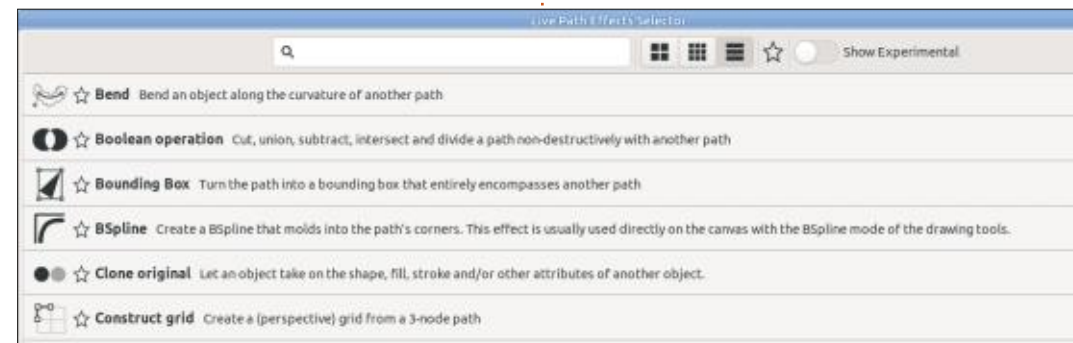 Live Path Effects Selector
Show Experimental
Bend Bend an object along the curvature of another path
Boolean operation Cut, union, subtract, intersect and divide a path non-destructively with another path
Bounding Box Turn the path into a bounding box that entirely encompasses another path
BSpline Create a BSpline that molds into the path's corners. This effect is usually used directly on the canvas with the BSpline mode of the drawing tools.
Clone original Let an object take on the shape, fill, stroke and/or other attributes of another object.
Construct grid Create a (perspective) grid from a 3-node path